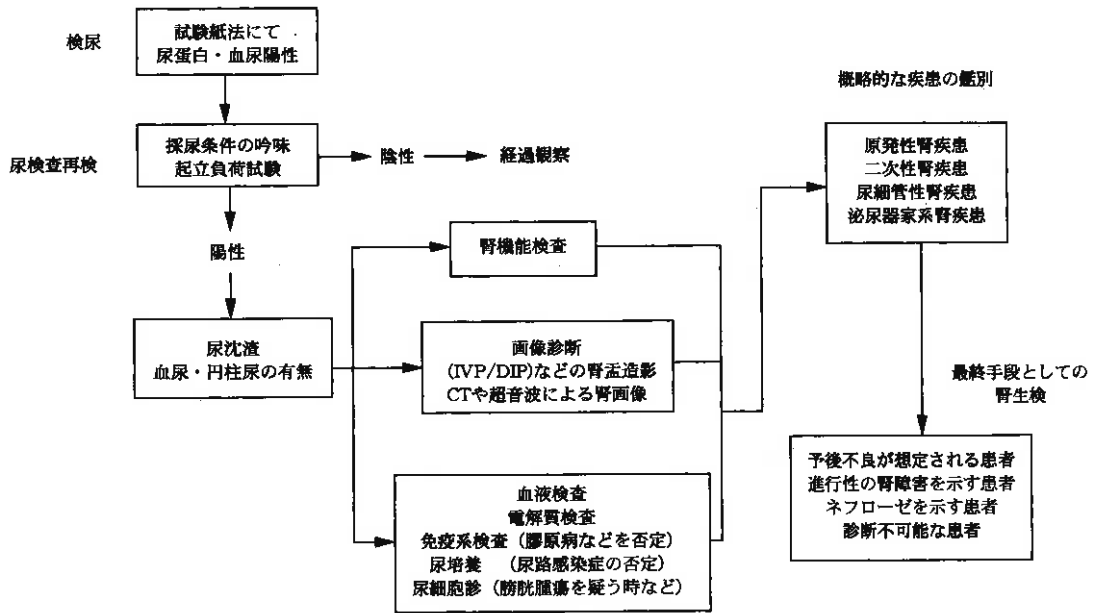 検尿
試験紙法にて
尿蛋白・血尿陽性
尿検査再検
採尿条件の吟味
起立負荷試験
陰性
経過観察
陽性
尿沈渣
血尿・円柱尿の有無
腎機能検査
画像診断
(IVP/DIP)などの腎盂造影
CTや超音波による腎画像
血液検査
電解質検査
免疫系検査（膠原病などを否定）
尿培養　（尿路感染症の否定）
尿細胞診（膀胱腫瘍を疑う時など）
概略的な疾患の鑑別
原発性腎疾患
二次性腎疾患
尿細管性腎疾患
泌尿器家系腎疾患
最終手段としての
腎生検
予後不良が想定される患者
進行性の腎障害を示す患者
ネフローゼを示す患者
診断不可能な患者